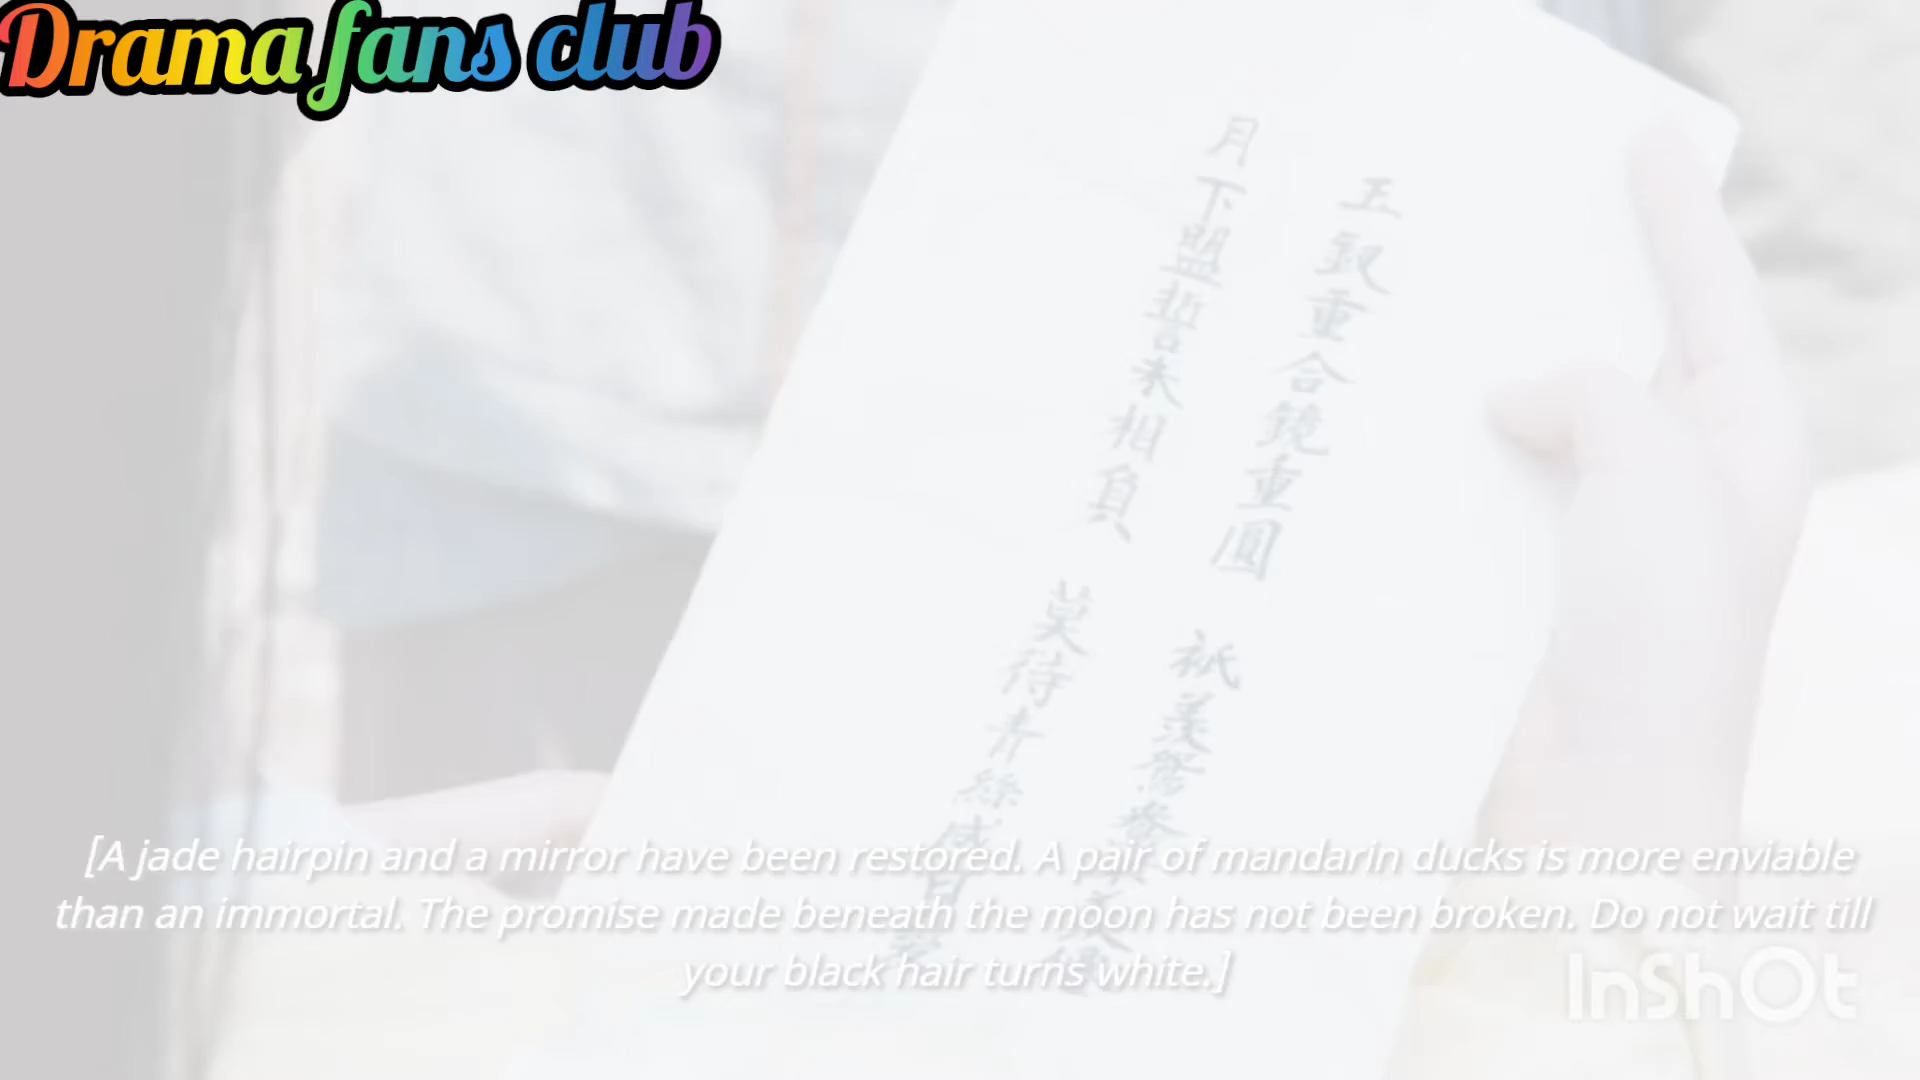 Drama fans club
玉釵重合鏡重圓 祇羨鴛鴦
月下盟誓未相負、莫待青絲
[A jade hairpin and a mirror have been restored. A pair of mandarin ducks is more enviable
than an immortal. The promise made beneath the moon has not been broken. Do not wait till
your black hair turns white.]
InShOt